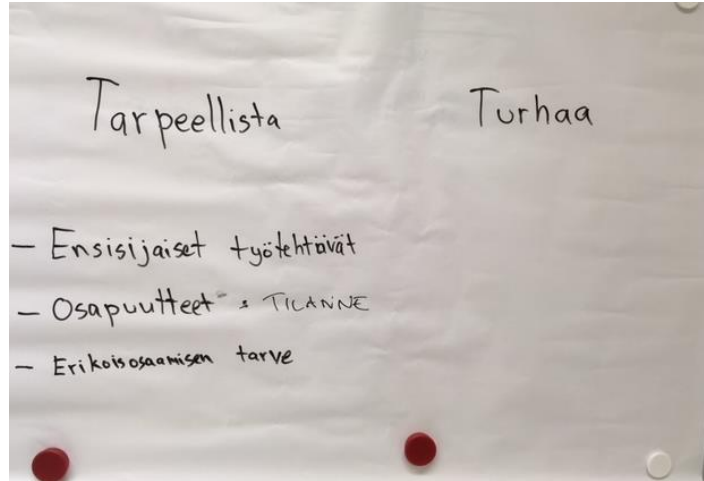 Tarpeellista
Turhaa
- Ensisijaiset työtehtävät
- Osapuutteet : TILANNE
- Erikoisosaamisen tarve